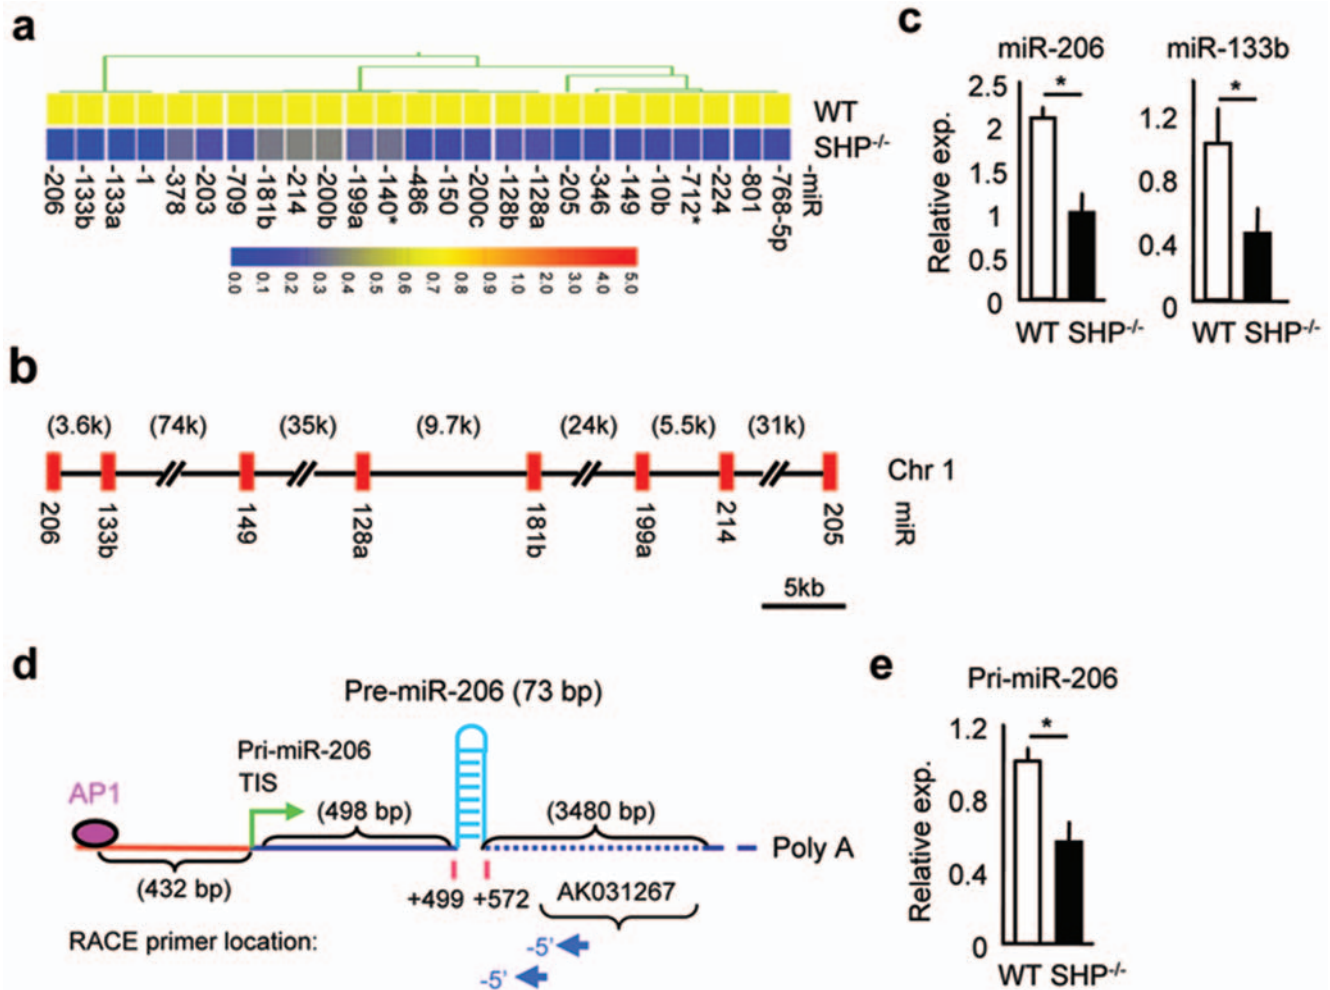 a
WT
SHP-/-
-206 -133b -133a -1 -378 -203 -709 -181b -214 -200b -199a -140* -486 -150 -200c -128b -128a -205 -346 -149 -10b -712* -224 -801 -768-5p -miR
0.0 0.1 0.2 0.3 0.4 0.5 0.6 0.7 0.8 0.9 1.0 2.0 3.0 4.0 5.0
c
miR-206 miR-133b
Relative exp.
2.5
2
1.5
1
0.5
0
*
WT SHP-/-
1.2
0.8
0.4
0
*
WT SHP-/-
b
(3.6k) (74k) (35k) (9.7k) (24k) (5.5k) (31k)
Chr 1
206 133b 149 128a 181b 199a 214 205 miR
5kb
d
Pre-miR-206 (73 bp)
Pri-miR-206
TIS
AP1
(498 bp) (3480 bp)
Poly A
(432 bp)
+499 +572 AK031267
RACE primer location:
-5'
-5'
e
Pri-miR-206
Relative exp.
1.2
0.8
0.4
0
*
WT SHP-/-